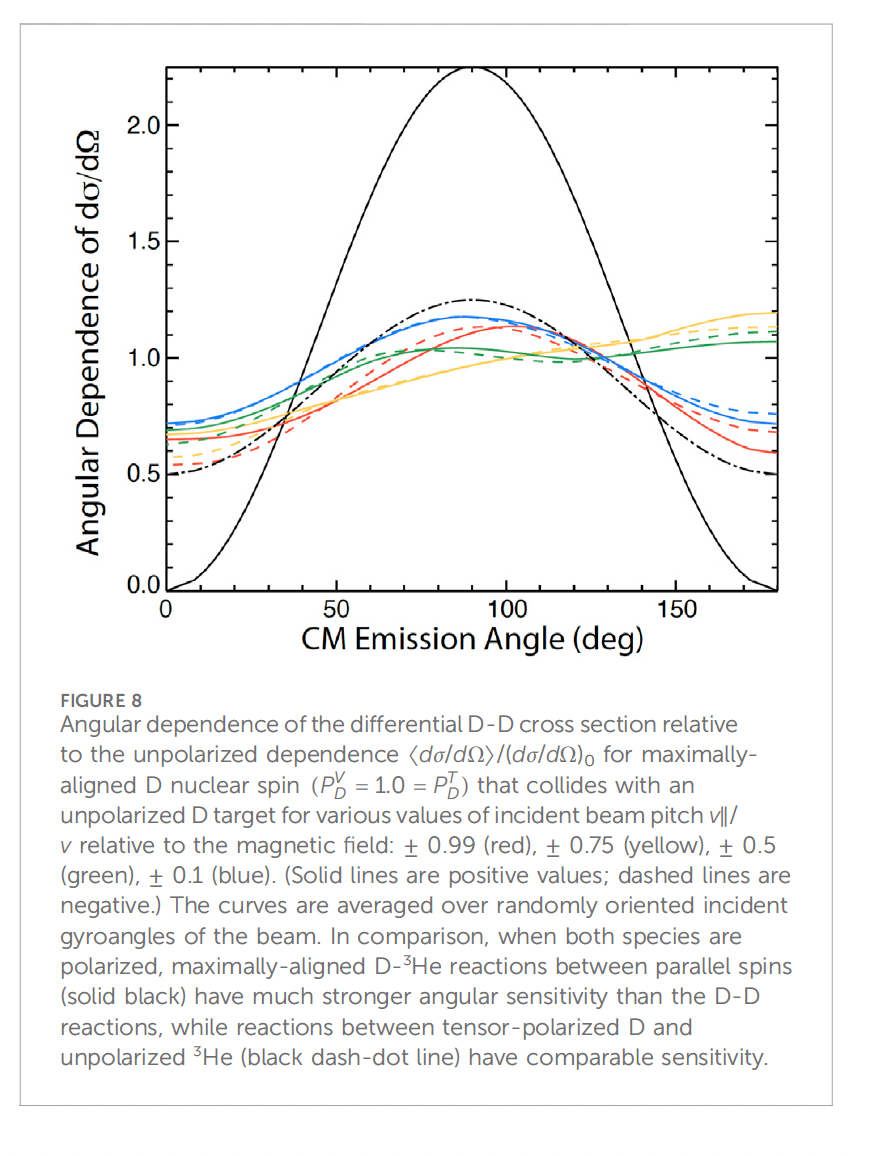 Angular Dependence of dσ/dΩ
2.0
1.5
1.0
0.5
0.0
0 50 100 150
CM Emission Angle (deg)
FIGURE 8
Angular dependence of the differential D-D cross section relative
to the unpolarized dependence ⟨dσ/dΩ⟩/(dσ/dΩ)₀ for maximally-
aligned D nuclear spin (P_D^V = 1.0 = P_D^T) that collides with an
unpolarized D target for various values of incident beam pitch v∥/
v relative to the magnetic field: ± 0.99 (red), ± 0.75 (yellow), ± 0.5
(green), ± 0.1 (blue). (Solid lines are positive values; dashed lines are
negative.) The curves are averaged over randomly oriented incident
gyroangles of the beam. In comparison, when both species are
polarized, maximally-aligned D-³He reactions between parallel spins
(solid black) have much stronger angular sensitivity than the D-D
reactions, while reactions between tensor-polarized D and
unpolarized ³He (black dash-dot line) have comparable sensitivity.